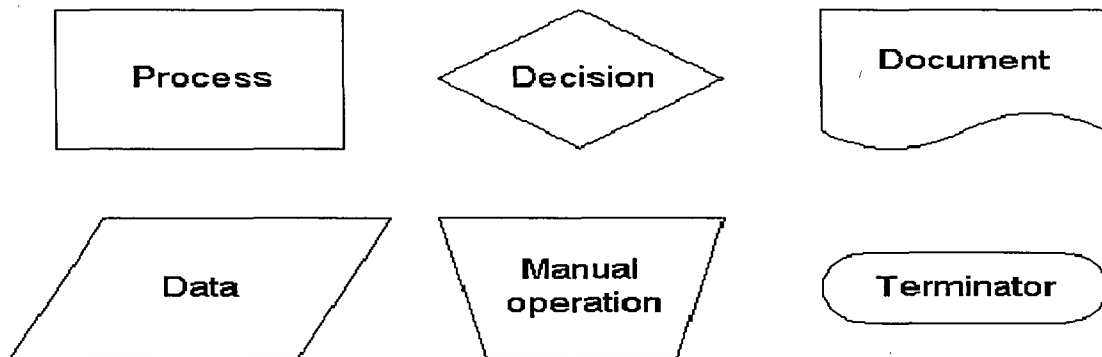 Process
Decision
Document
Data
Manual
operation
Terminator